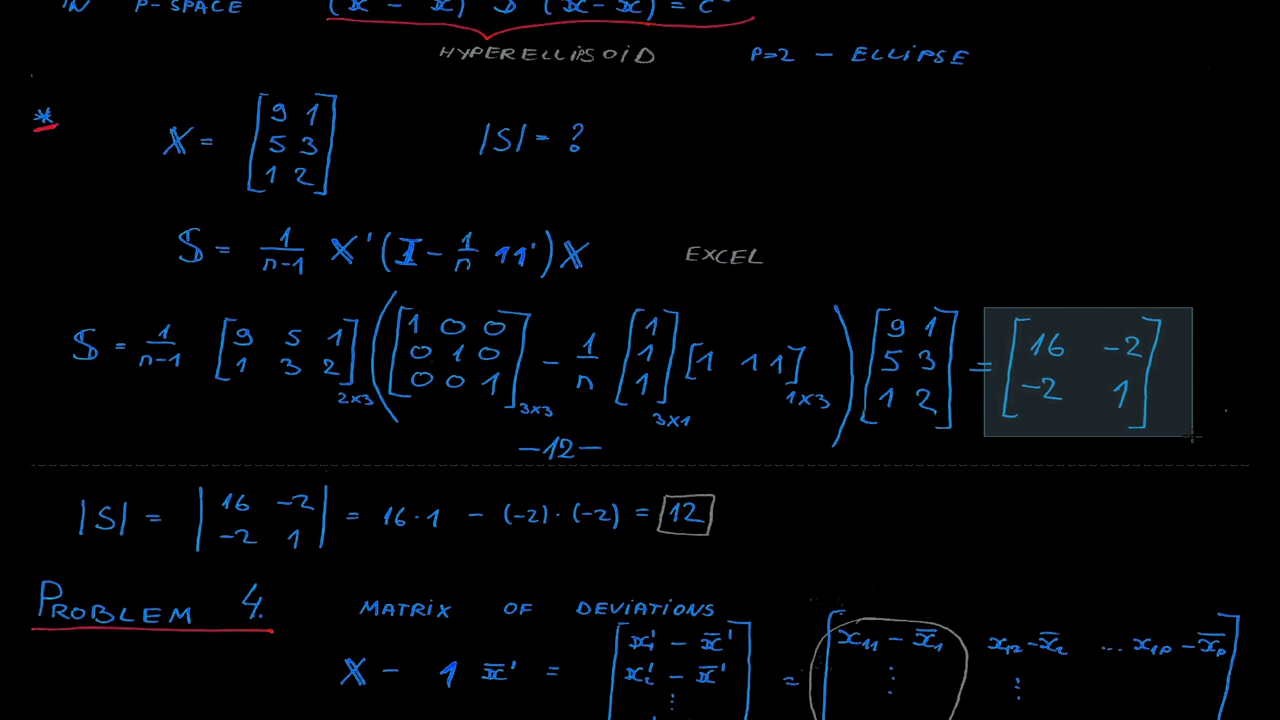 IN P-SPACE (x - x̄)' S (x - x̄) = c²
HYPERELLIPSOID P=2 - ELLIPSE
* X = [9 1; 5 3; 1 2] |S| = ?
S = 1/(n-1) X'(I - 1/n 11')X EXCEL
S = 1/(n-1) [9 5 1; 1 3 2]₂ₓ₃ ([1 0 0; 0 1 0; 0 0 1]₃ₓ₃ - 1/n [1; 1; 1]₃ₓ₁ [1 1 1]₁ₓ₃) [9 1; 5 3; 1 2] = [16 -2; -2 1]
-12-
|S| = |16 -2; -2 1| = 16·1 - (-2)·(-2) = 12
PROBLEM 4. MATRIX OF DEVIATIONS
X - 1 x̄' = [x₁' - x̄'; x₂' - x̄'; ⋮ = [x₁₁ - x̄₁ x₁₂ - x̄₂ ... x₁ₚ - x̄ₚ; ⋮ ⋮